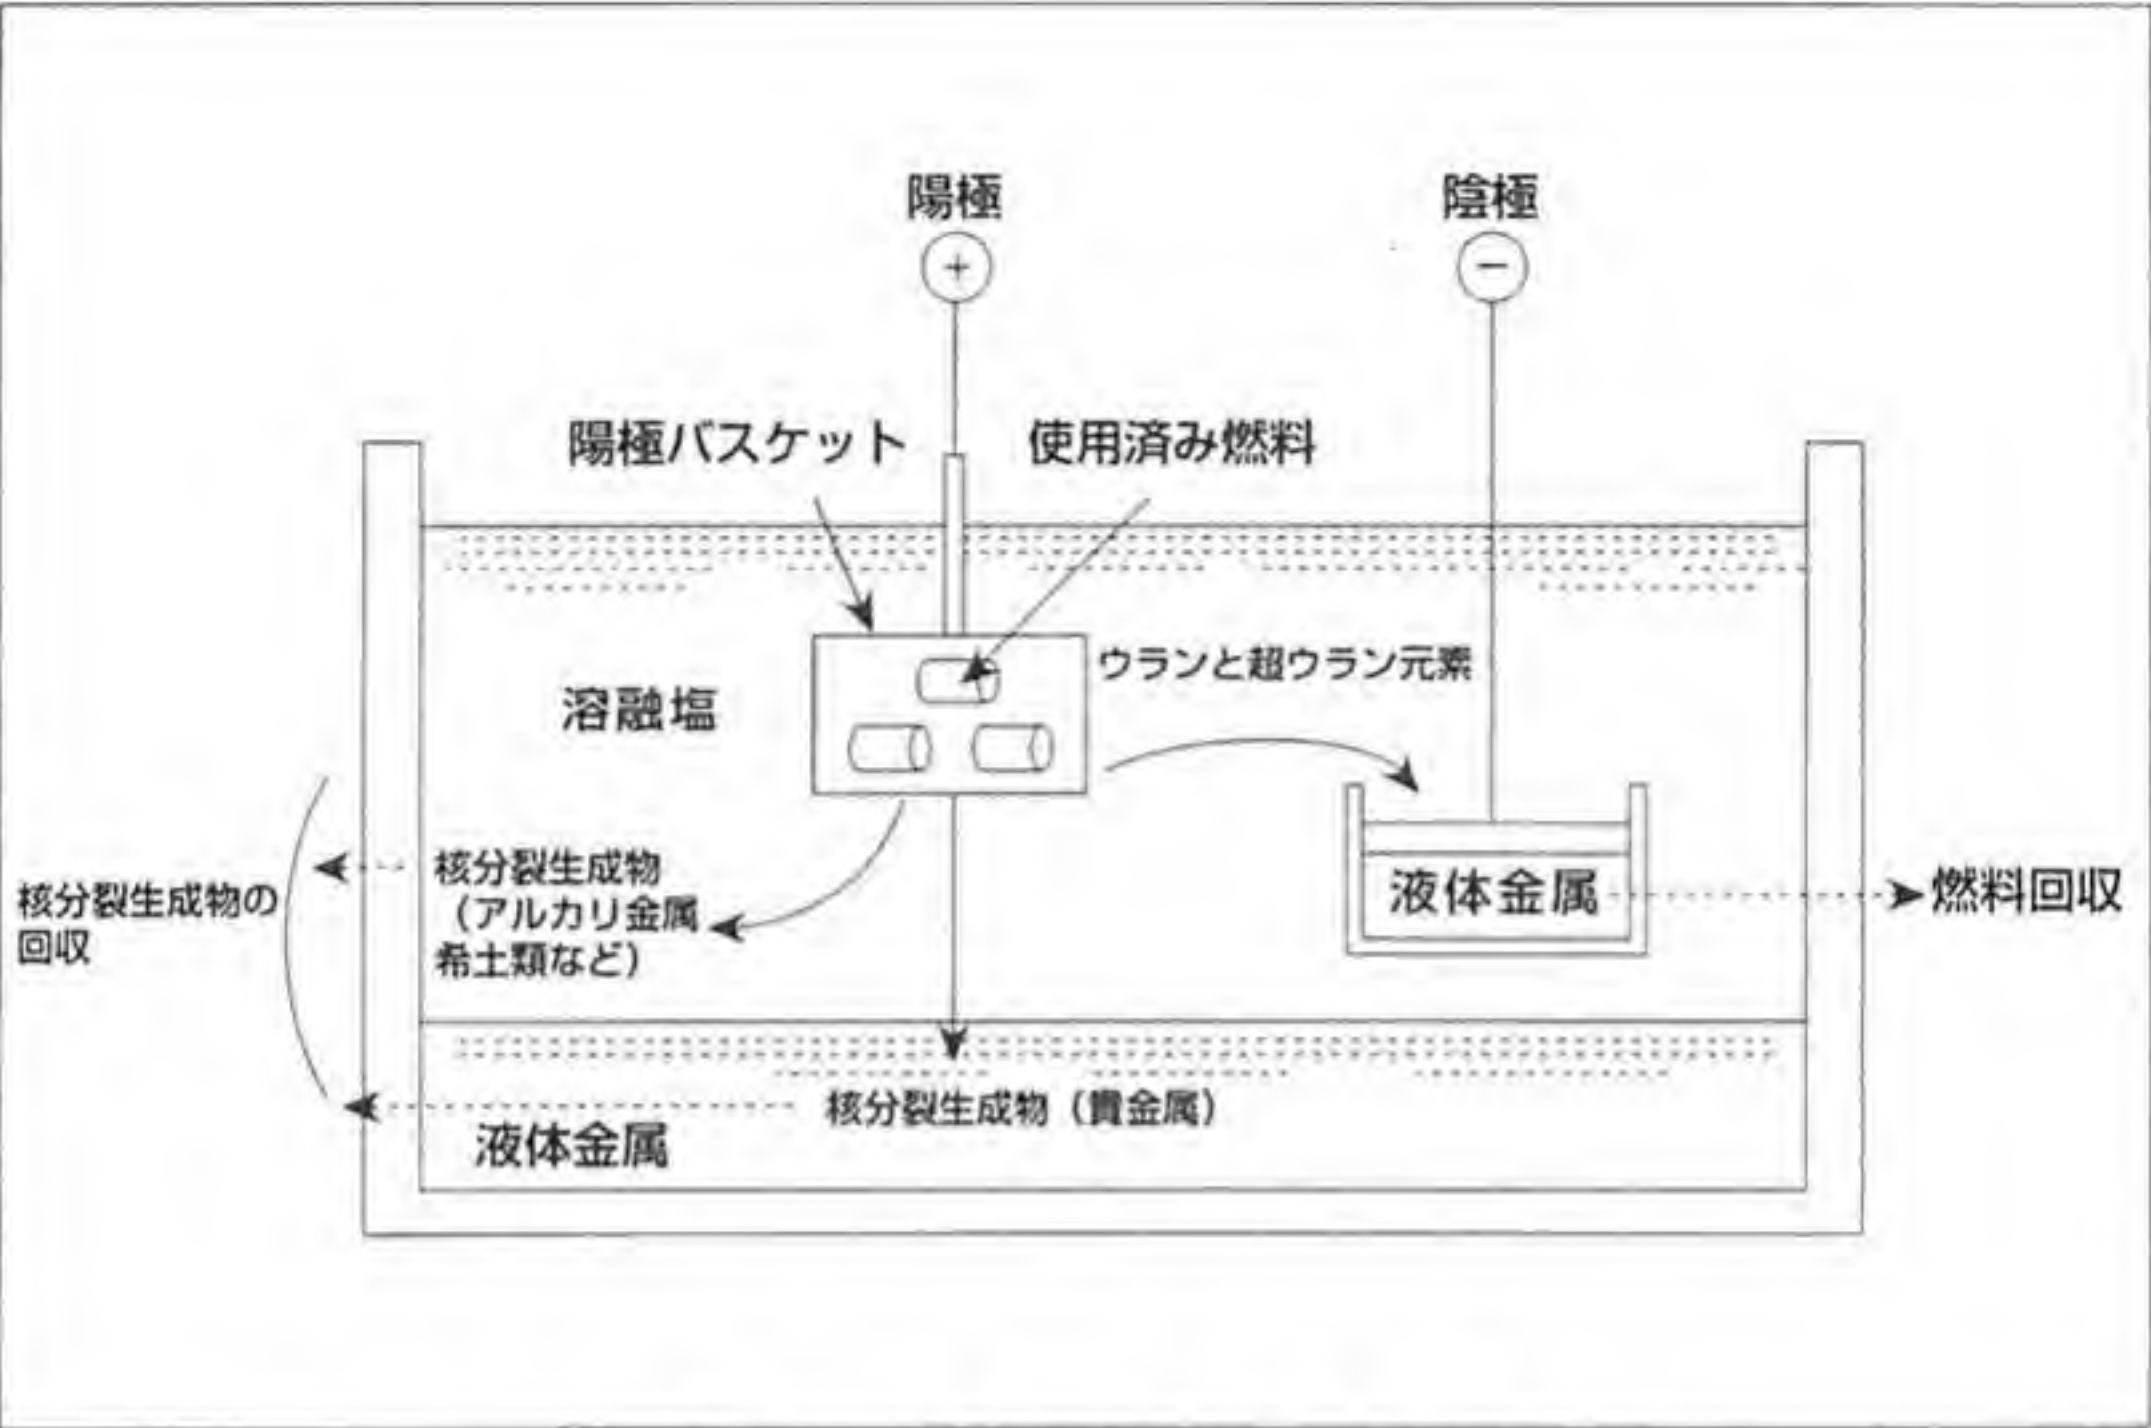 陽極
陰極
+
−
陽極バスケット
使用済み燃料
ウランと超ウラン元素
溶融塩
核分裂生成物
（アルカリ金属
希土類など）
核分裂生成物の
回収
液体金属
燃料回収
核分裂生成物（貴金属）
液体金属